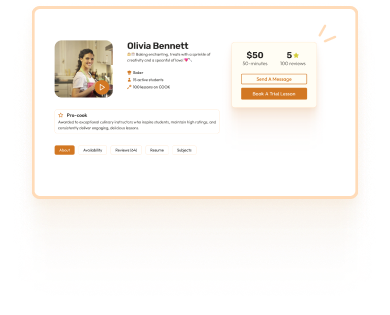 Olivia Bennett
Baking enchanting treats with a sprinkle of
creativity and a spoonful of love
Baker
15 active students
100 lessons on COOK
$50
50-minutes
5
100 reviews
Send A Message
Book A Trial Lesson
Pro-cook
Awarded to exceptional culinary instructors who inspire students, maintain high ratings, and
consistently deliver engaging, delicious lessons.
About
Availability
Reviews (64)
Resume
Subjects